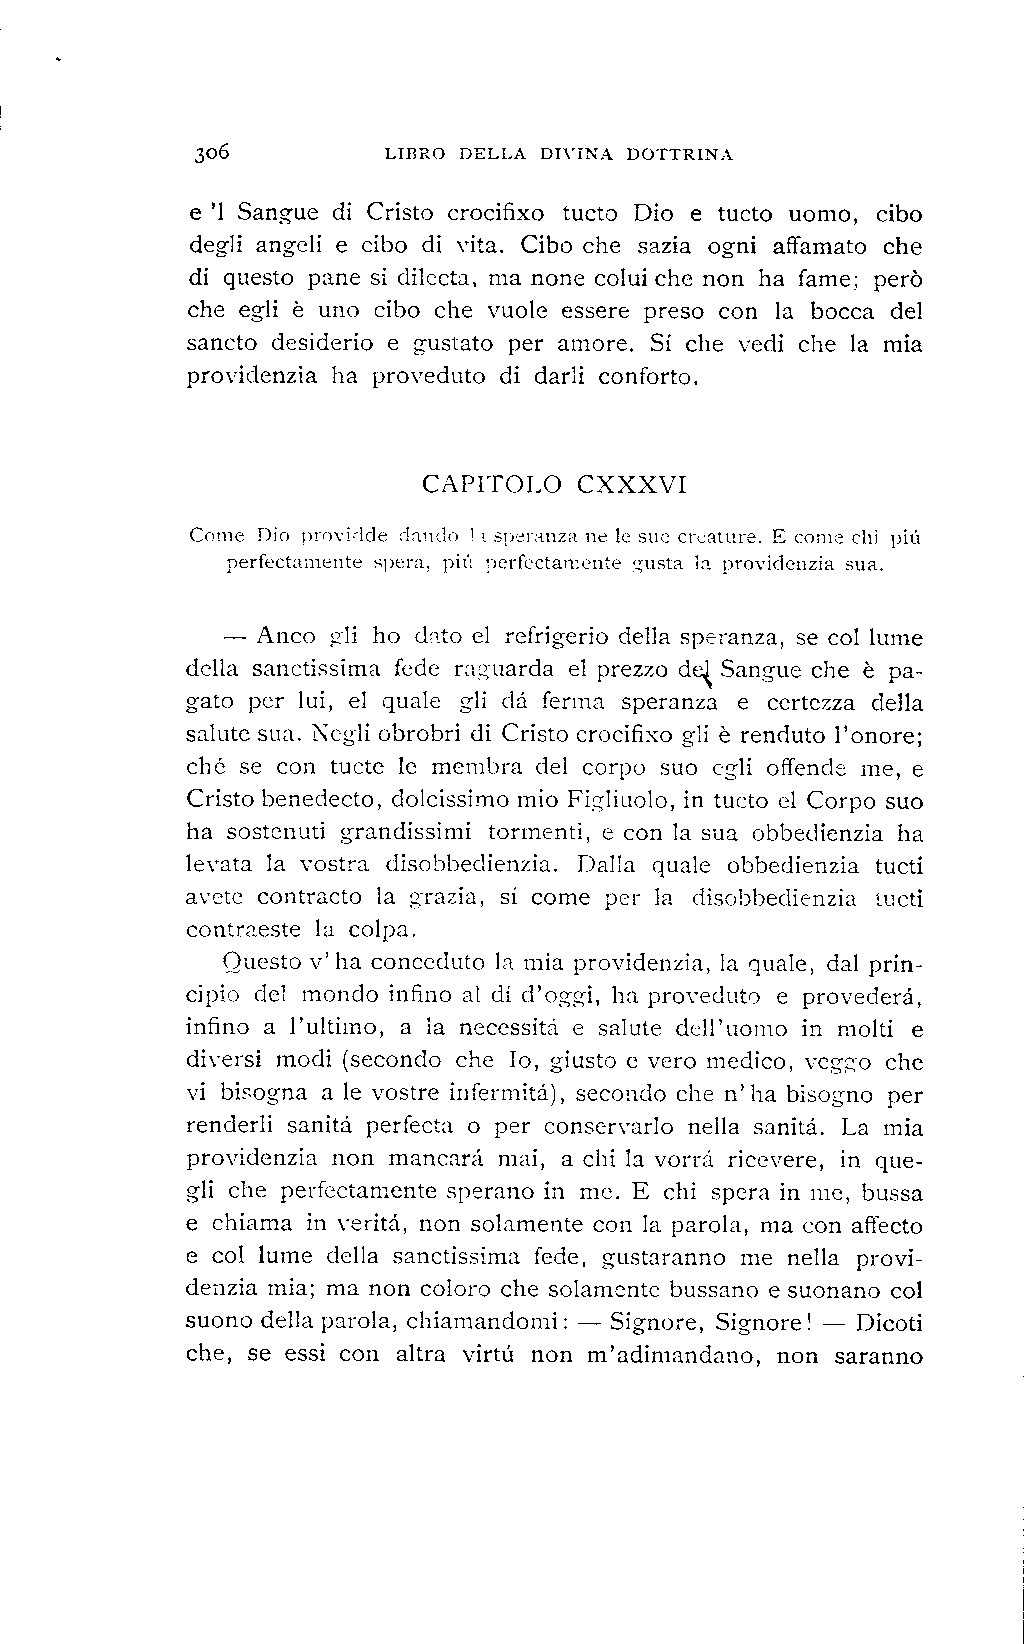 306 LIBRO DELLA DIVINA DOTTRINA
e 'l Sangue di Cristo crocifixo tucto Dio e tucto uomo, cibo
degli angeli e cibo di vita. Cibo che sazia ogni affamato che
di questo pane si dilecta, ma none colui che non ha fame; però
che egli è uno cibo che vuole essere preso con la bocca del
sancto desiderio e gustato per amore. Sí che vedi che la mia
providenzia ha proveduto di darli conforto.
CAPITOLO CXXXVI
Come Dio providde dando la speranza ne le sue creature. E come chi piú
perfectamente spera, piú perfectamente gusta la providenzia sua.
— Anco gli ho dato el refrigerio della speranza, se col lume
della sanctissima fede raguarda el prezzo del Sangue che è pa-
gato per lui, el quale gli dá ferma speranza e certezza della
salute sua. Negli obrobri di Cristo crocifixo gli è renduto l'onore;
ché se con tucte le membra del corpo suo egli offende me, e
Cristo benedecto, dolcissimo mio Figliuolo, in tucto el Corpo suo
ha sostenuti grandissimi tormenti, e con la sua obbedienzia ha
levata la vostra disobbedienzia. Dalla quale obbedienzia tucti
avete contracto la grazia, sí come per la disobbedienzia tucti
contraeste la colpa.
Questo v' ha conceduto la mia providenzia, la quale, dal prin-
cipio del mondo infino al dí d'oggi, ha proveduto e provederá,
infino a l'ultimo, a la necessitá e salute dell'uomo in molti e
diversi modi (secondo che Io, giusto e vero medico, veggo che
vi bisogna a le vostre infermitá), secondo che n' ha bisogno per
renderli sanitá perfecta o per conservarlo nella sanitá. La mia
providenzia non mancará mai, a chi la vorrá ricevere, in que-
gli che perfectamente sperano in me. E chi spera in me, bussa
e chiama in veritá, non solamente con la parola, ma con affecto
e col lume della sanctissima fede, gustaranno me nella provi-
denzia mia; ma non coloro che solamente bussano e suonano col
suono della parola, chiamandomi: — Signore, Signore! — Dicoti
che, se essi con altra virtú non m'adimandano, non saranno